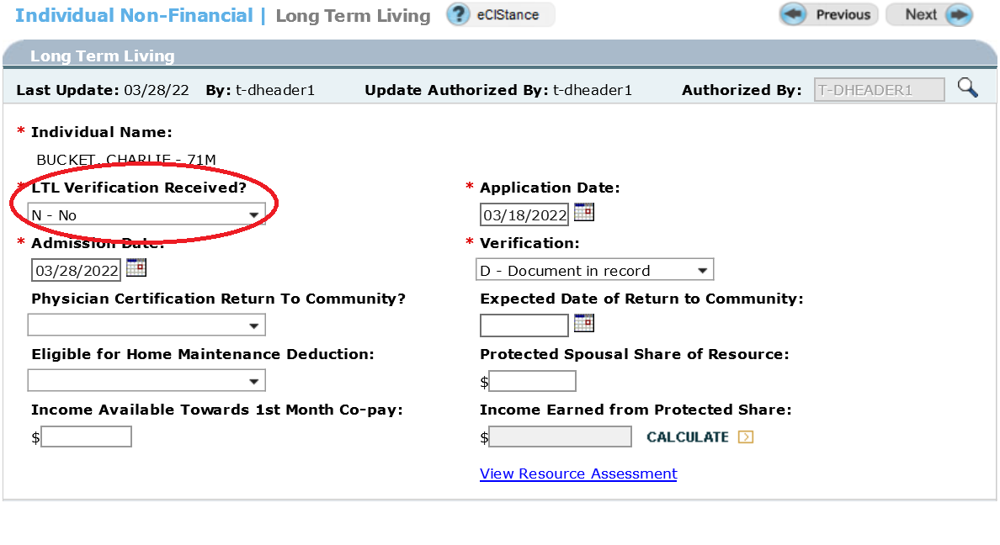 Individual Non-Financial | Long Term Living ? eCIStance Previous Next
Long Term Living
Last Update: 03/28/22 By: t-dheader1 Update Authorized By: t-dheader1 Authorized By: T-DHEADER1
* Individual Name:
BUCKET, CHARLIE - 71M
* LTL Verification Received? * Application Date:
N - No 03/18/2022
* Admission Date: * Verification:
03/28/2022 D - Document in record
Physician Certification Return To Community? Expected Date of Return to Community:
Eligible for Home Maintenance Deduction: Protected Spousal Share of Resource:
$
Income Available Towards 1st Month Co-pay: Income Earned from Protected Share:
$ $ CALCULATE
View Resource Assessment